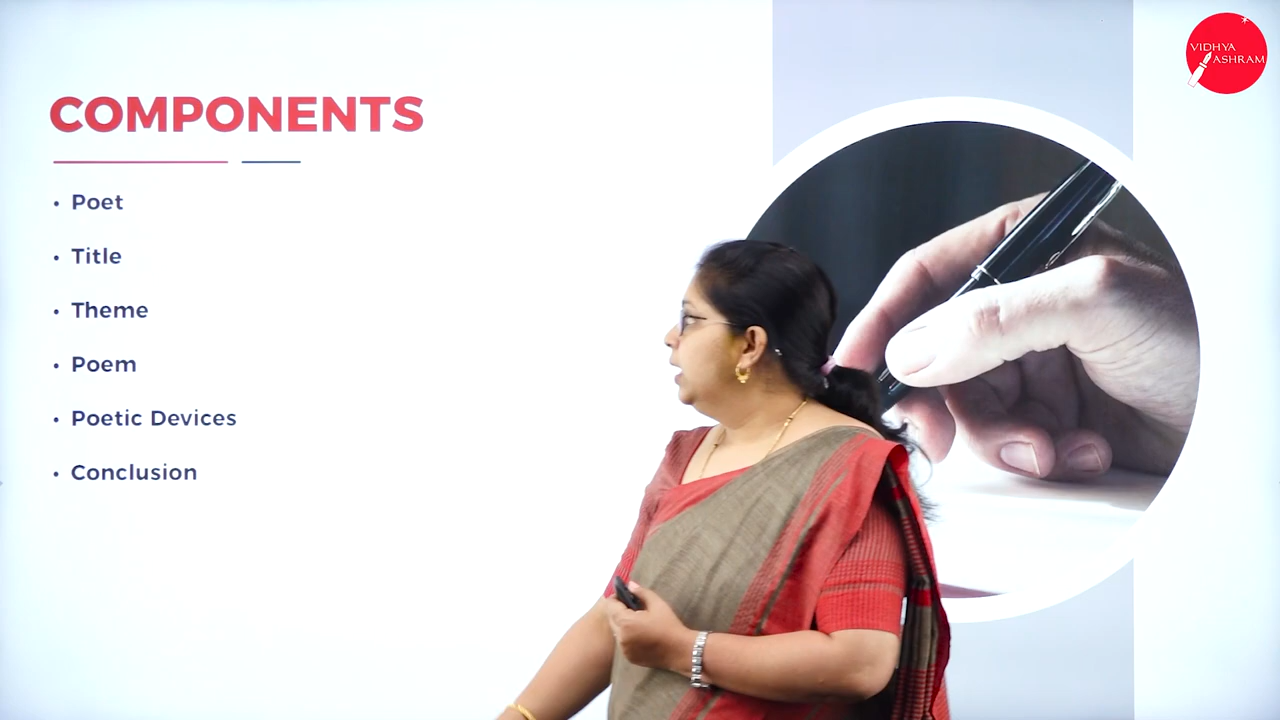 VIDHYA
ASHRAM
COMPONENTS
• Poet
• Title
• Theme
• Poem
• Poetic Devices
• Conclusion